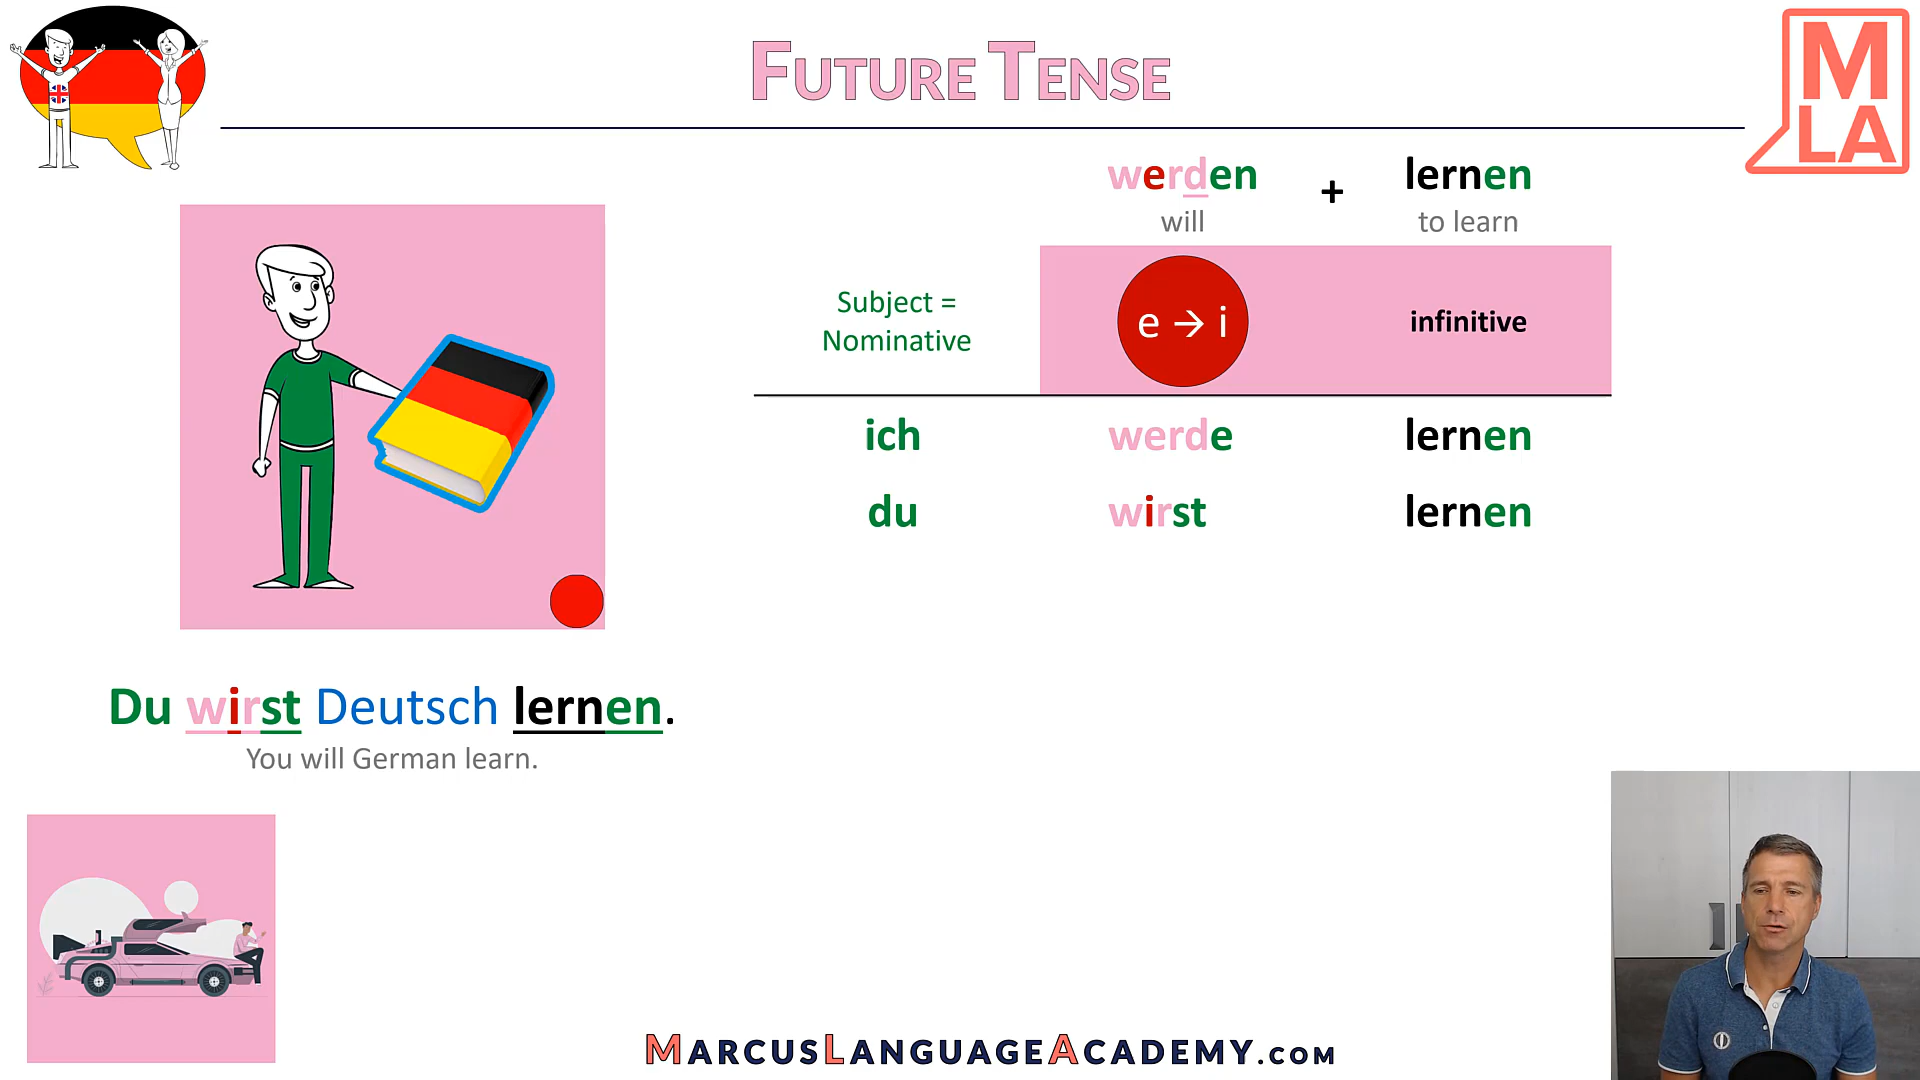 FUTURE TENSE
M
LA
werden + lernen
will to learn
Subject =
Nominative
e → i infinitive
ich werde lernen
du wirst lernen
Du wirst Deutsch lernen.
You will German learn.
MARCUSLANGUAGEACADEMY.COM